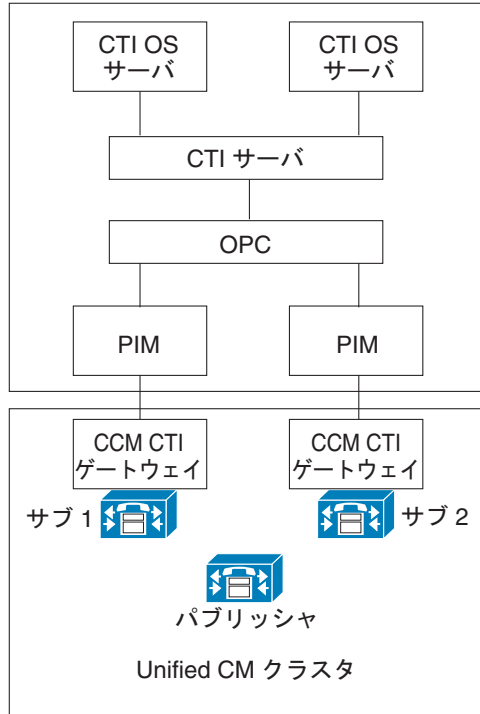 CTI OS
サーバ
CTI OS
サーバ
CTI サーバ
OPC
PIM
PIM
CCM CTI
ゲートウェイ
CCM CTI
ゲートウェイ
サブ 1
サブ 2
パブリッシャ
Unified CM クラスタ